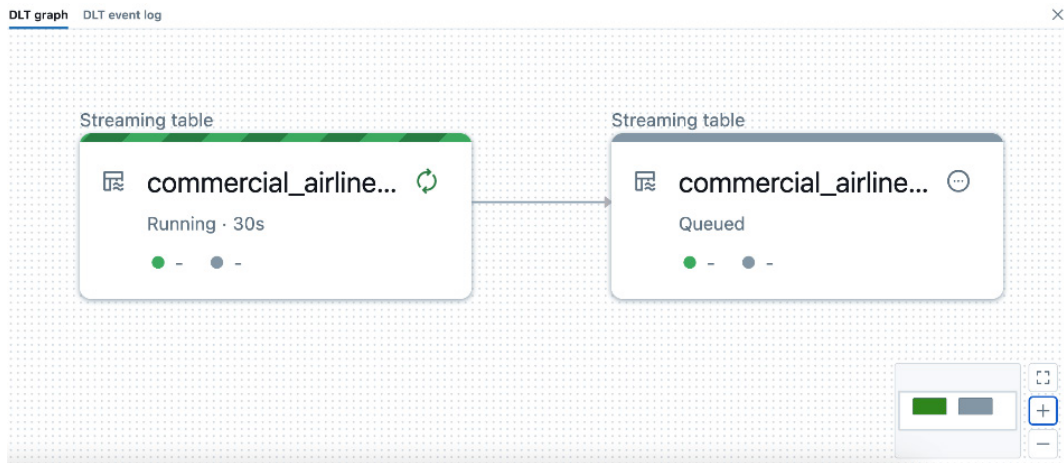 DLT graph DLT event log
Streaming table
commercial_airline...
Running · 30s
- -
Streaming table
commercial_airline...
Queued
- -